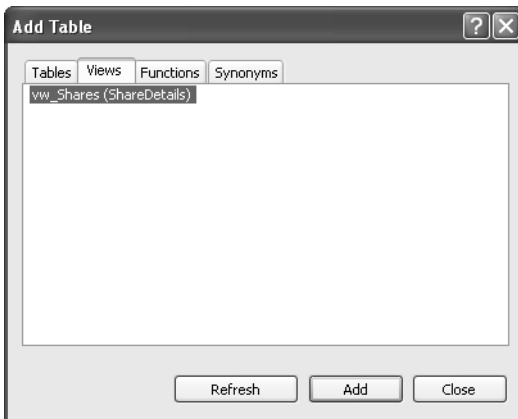 Add Table
Tables Views Functions Synonyms
vw_Shares (ShareDetails)
Refresh Add Close